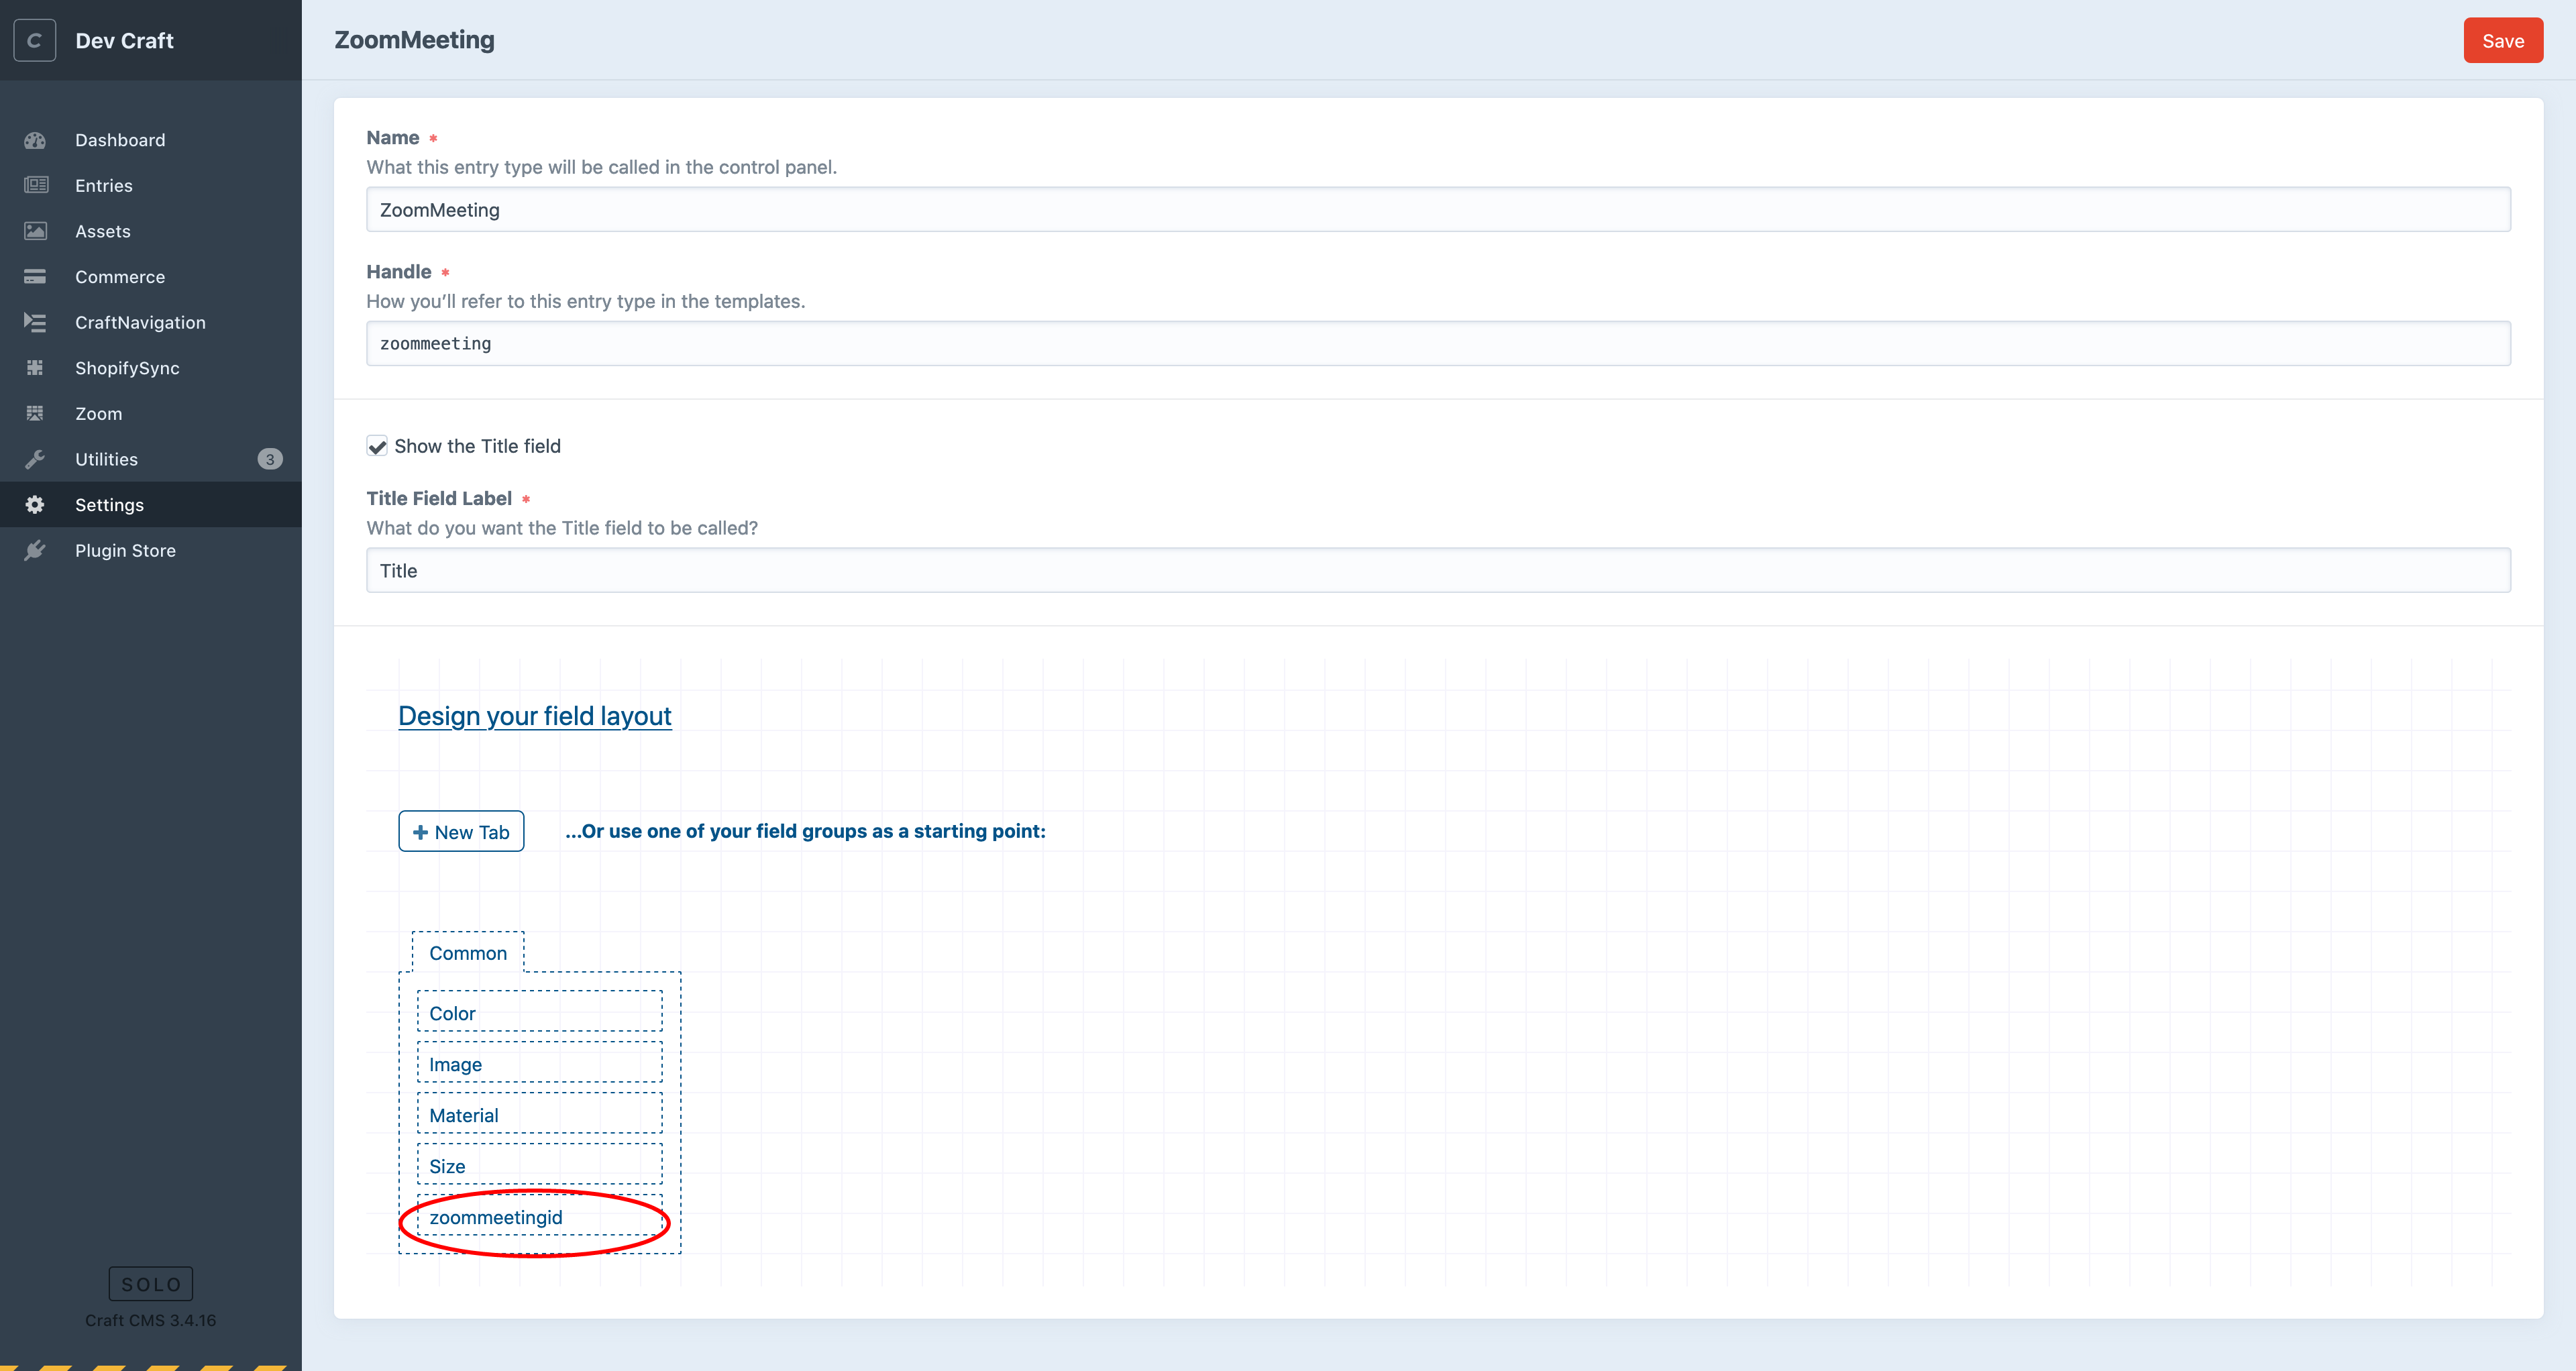 C
Dev Craft
Dashboard
Entries
Assets
Commerce
CraftNavigation
ShopifySync
Zoom
Utilities 3
Settings
Plugin Store
SOLO
Craft CMS 3.4.16
ZoomMeeting
Save
Name *
What this entry type will be called in the control panel.
ZoomMeeting
Handle *
How you’ll refer to this entry type in the templates.
zoommeeting
Show the Title field
Title Field Label *
What do you want the Title field to be called?
Title
Design your field layout
+ New Tab
…Or use one of your field groups as a starting point:
Common
Color
Image
Material
Size
zoommeetingid